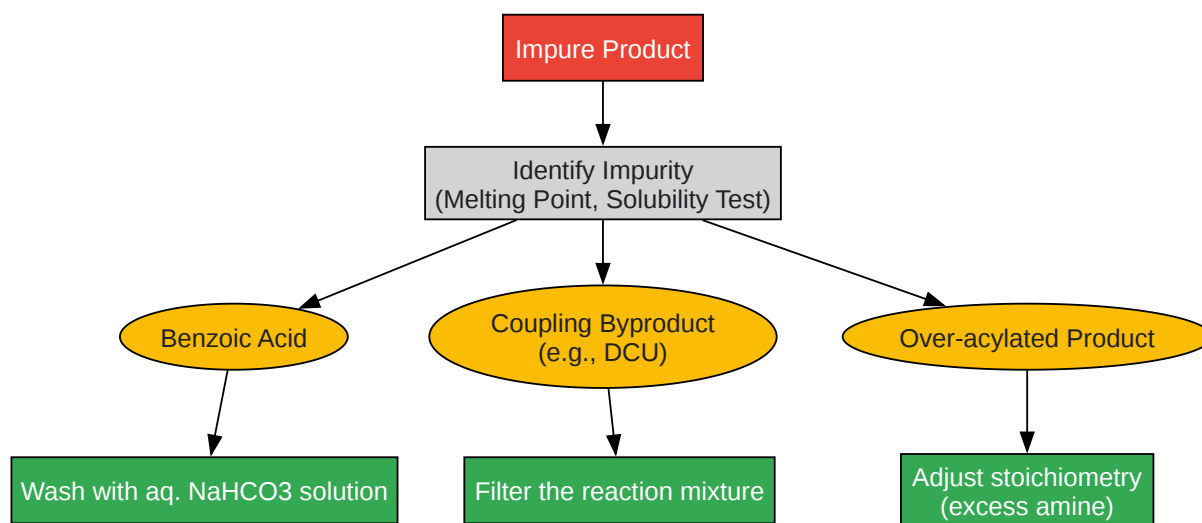 Impure Product
Identify Impurity
(Melting Point, Solubility Test)
Benzoic Acid
Coupling Byproduct
(e.g., DCU)
Over-acylated Product
Wash with aq. NaHCO3 solution
Filter the reaction mixture
Adjust stoichiometry
(excess amine)